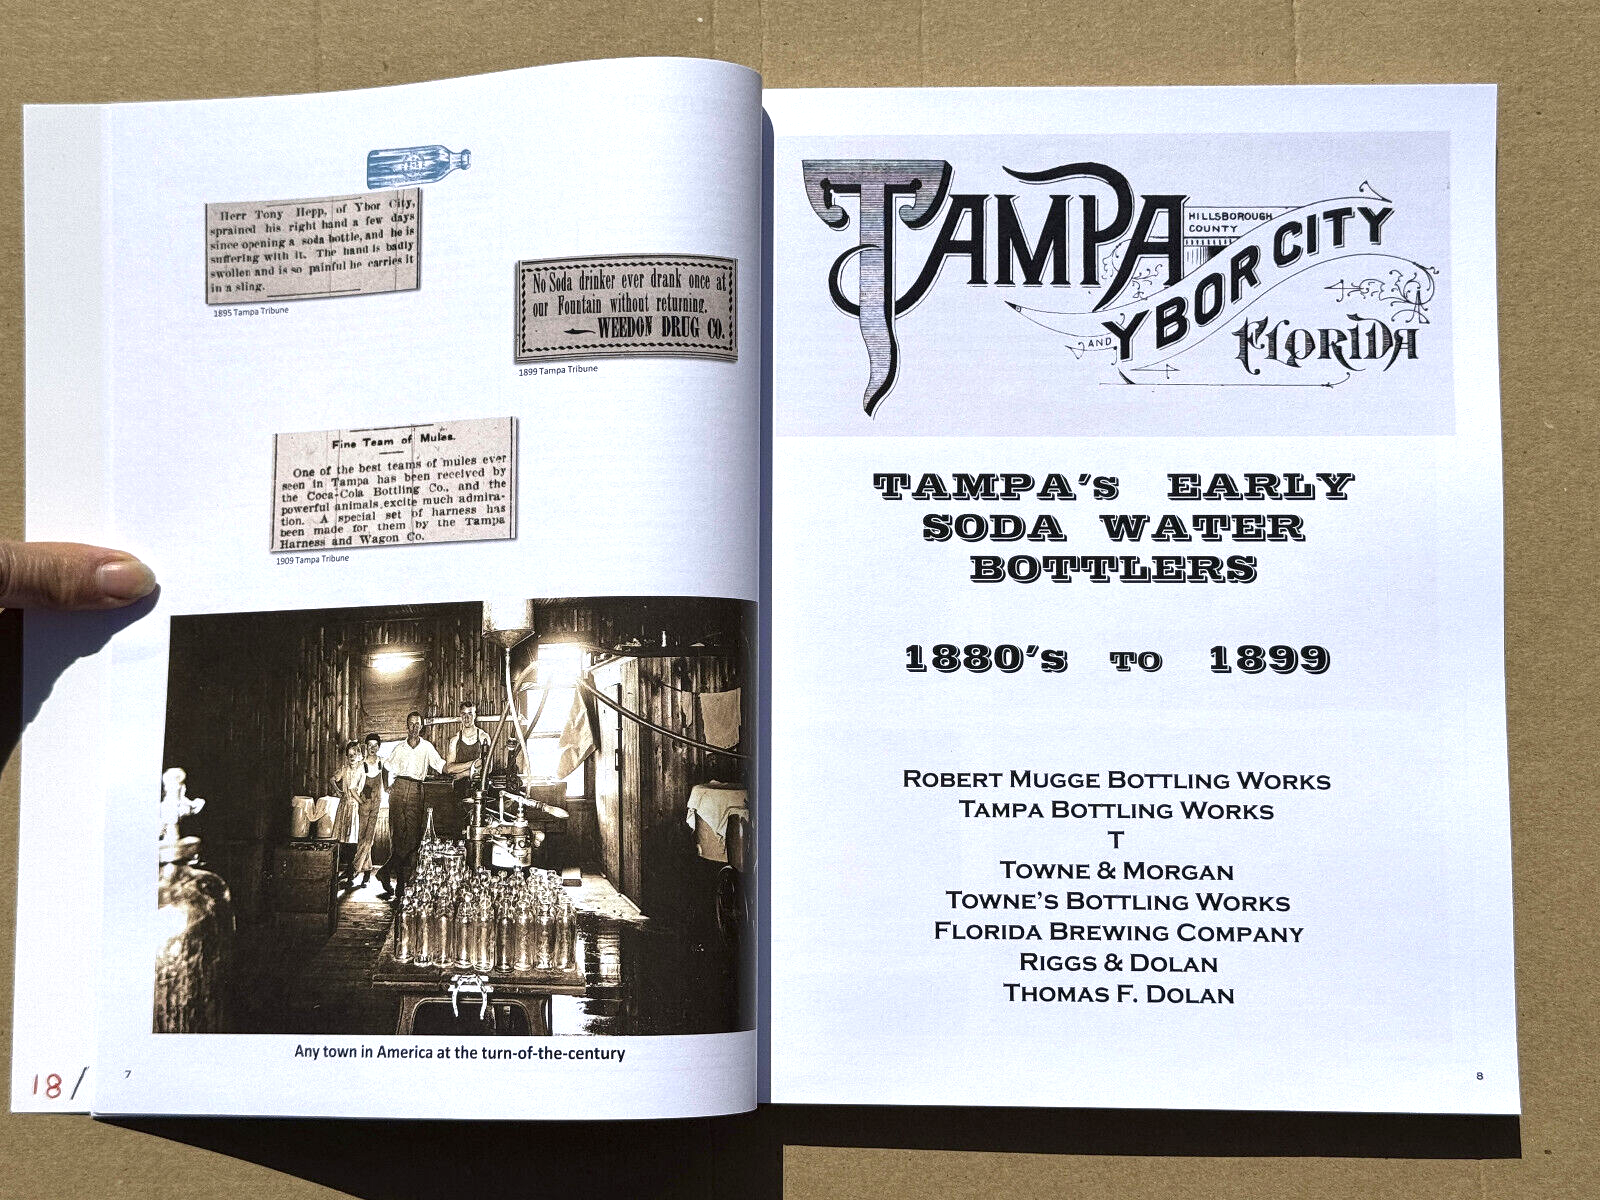 Herr Tony Hepp, of Ybor City,
sprained his right hand a few days
since opening a soda bottle, and he is
suffering with it. The hand is badly
swollen and is so painful he carries it
in a sling.
1895 Tampa Tribune
No Soda drinker ever drank once at
our Fountain without returning.
WEEDON DRUG CO.
1899 Tampa Tribune
Fine Team of Mules.
One of the best teams of mules ever
seen in Tampa has been received by
the Coca-Cola Bottling Co., and the
powerful animals excite much admira-
tion. A special set of harness has
been made for them by the Tampa
Harness and Wagon Co.
1909 Tampa Tribune
Any town in America at the turn-of-the-century
7
18/
TAMPA
HILLSBOROUGH
COUNTY
AND
YBOR CITY
FLORIDA
TAMPA'S EARLY
SODA WATER
BOTTLERS
1880'S TO 1899
ROBERT MUGGE BOTTLING WORKS
TAMPA BOTTLING WORKS
T
TOWNE & MORGAN
TOWNE'S BOTTLING WORKS
FLORIDA BREWING COMPANY
RIGGS & DOLAN
THOMAS F. DOLAN
8